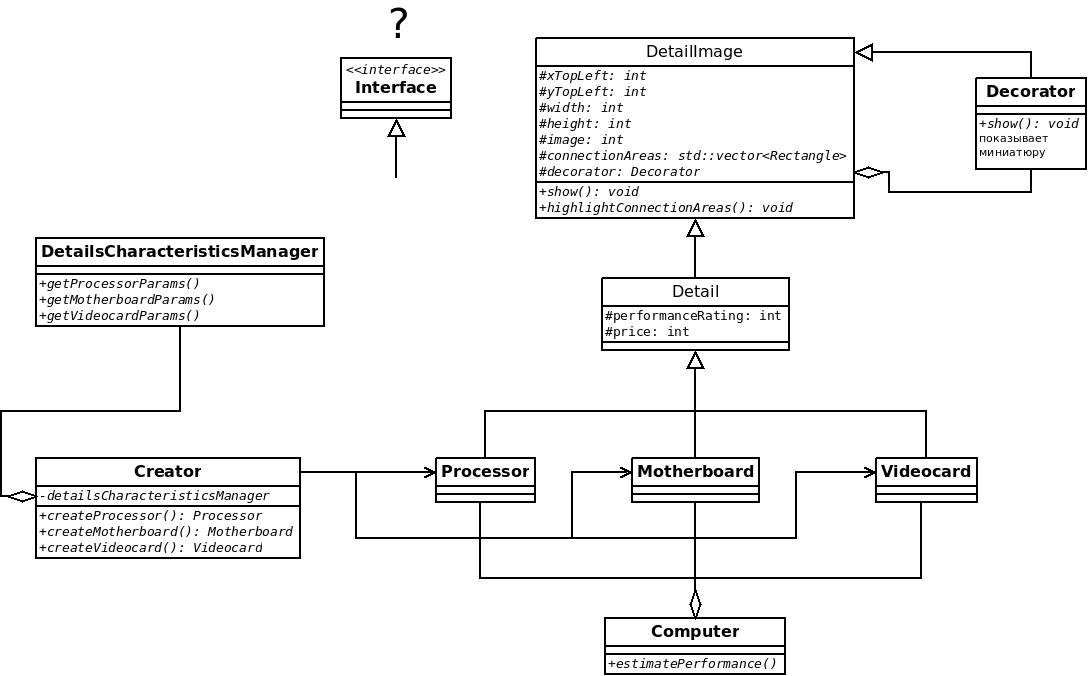 ?
<<interface>>
Interface
DetailImage
#xTopLeft: int
#yTopLeft: int
#width: int
#height: int
#image: int
#connectionAreas: std::vector<Rectangle>
#decorator: Decorator
+show(): void
+highlightConnectionAreas(): void
Decorator
+show(): void
показывает
миниатюру
DetailsCharacteristicsManager
+getProcessorParams()
+getMotherboardParams()
+getVideocardParams()
Detail
#performanceRating: int
#price: int
Creator
-detailsCharacteristicsManager
+createProcessor(): Processor
+createMotherboard(): Motherboard
+createVideocard(): Videocard
Processor
Motherboard
Videocard
Computer
+estimatePerformance()